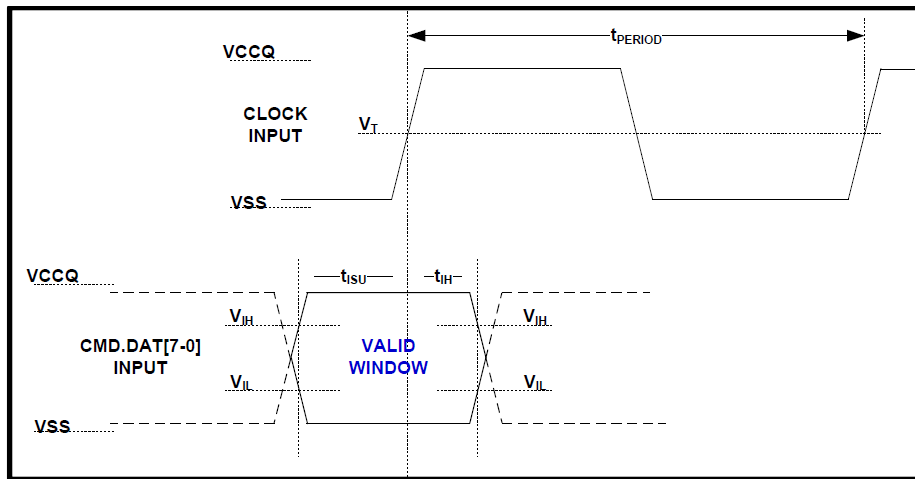 tPERIOD
VCCQ
CLOCK
INPUT
VT
VSS
VCCQ
tISU
tIH
VIH
VIH
CMD.DAT[7-0]
INPUT
VALID
WINDOW
VIL
VIL
VSS